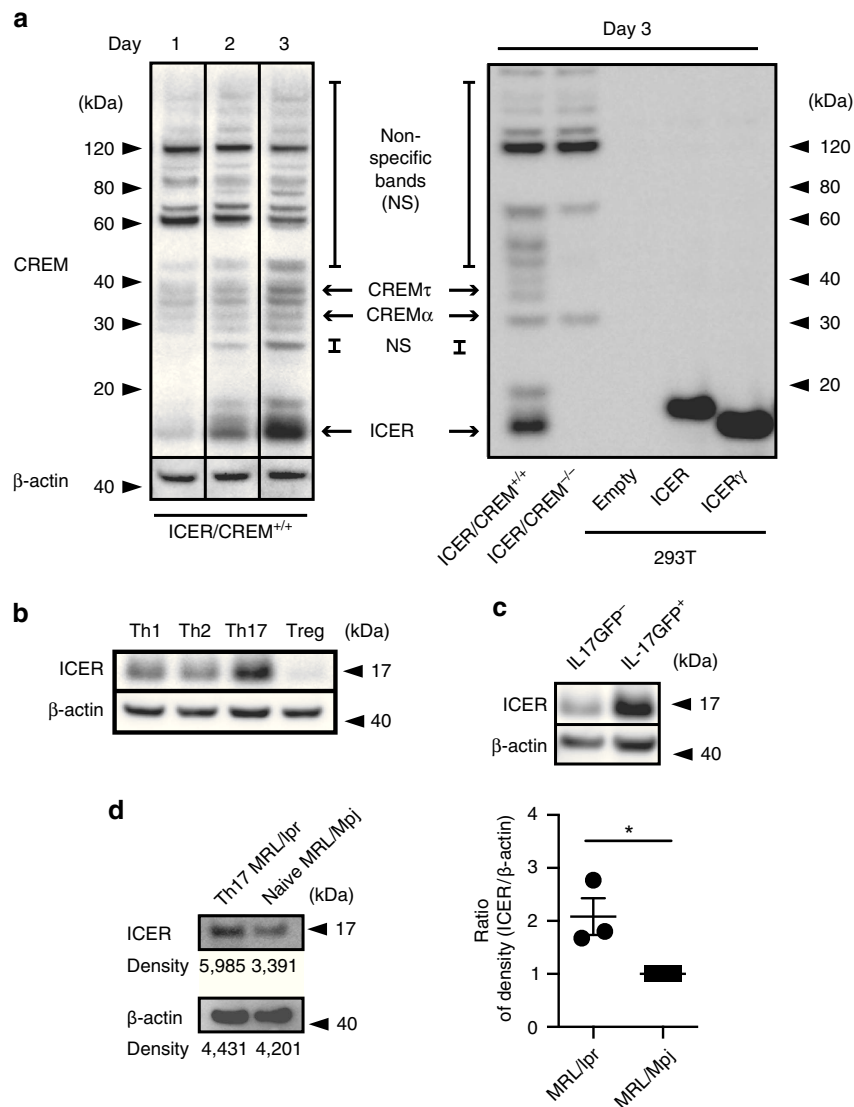 a
Day 1 2 3
Day 3
(kDa)
120
80
60
40
30
20
40
CREM
β-actin
ICER/CREM+/+
Non-
specific
bands
(NS)
CREMτ
CREMα
NS
ICER
(kDa)
120
80
60
40
30
20
ICER/CREM+/+
ICER/CREM−/−
Empty
ICER
ICERγ
293T
b
Th1 Th2 Th17 Treg (kDa)
ICER 17
β-actin 40
c
IL17GFP−
IL-17GFP+
(kDa)
ICER 17
β-actin 40
d
Th17 MRL/lpr
Naive MRL/Mpj
(kDa)
ICER 17
Density 5,985 3,391
β-actin 40
Density 4,431 4,201
Ratio
of density (ICER/β-actin)
4
3
2
1
0
*
MRL/lpr
MRL/Mpj